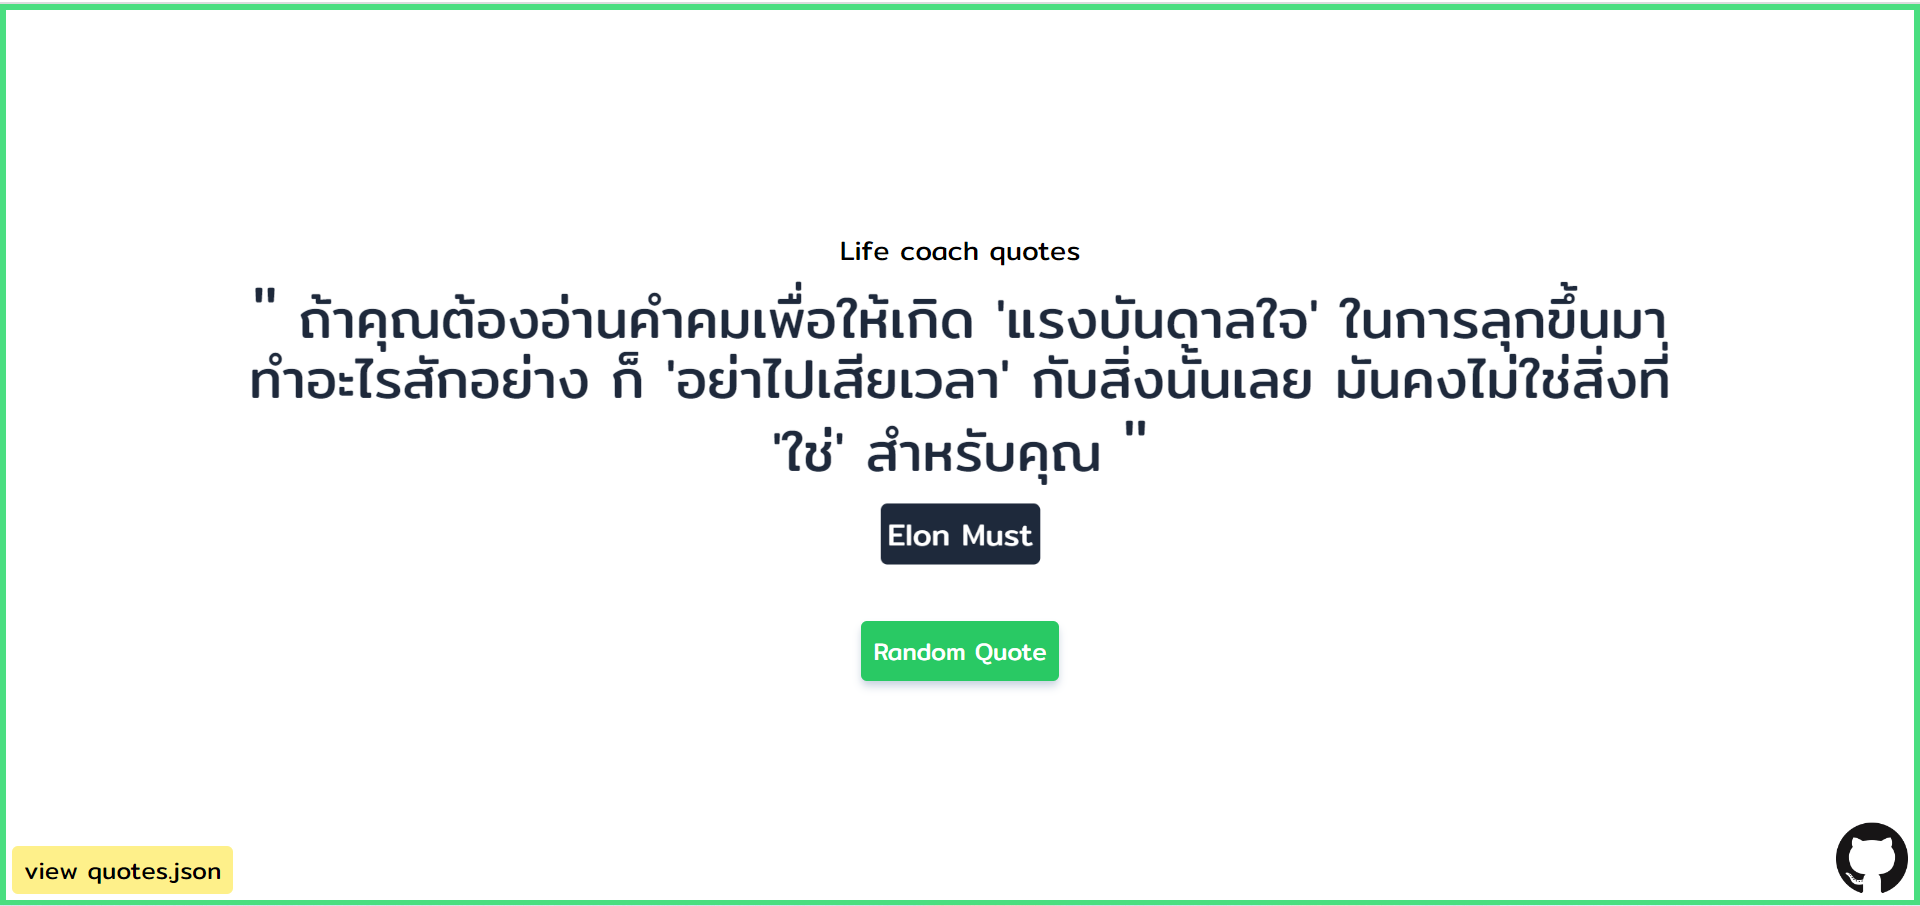 Life coach quotes
" ถ้าคุณต้องอ่านคำคมเพื่อให้เกิด 'แรงบันดาลใจ' ในการลุกขึ้นมา
ทำอะไรสักอย่าง ก็ 'อย่าไปเสียเวลา' กับสิ่งนั้นเลย มันคงไม่ใช่สิ่งที่
'ใช่' สำหรับคุณ "
Elon Must
Random Quote
view quotes.json